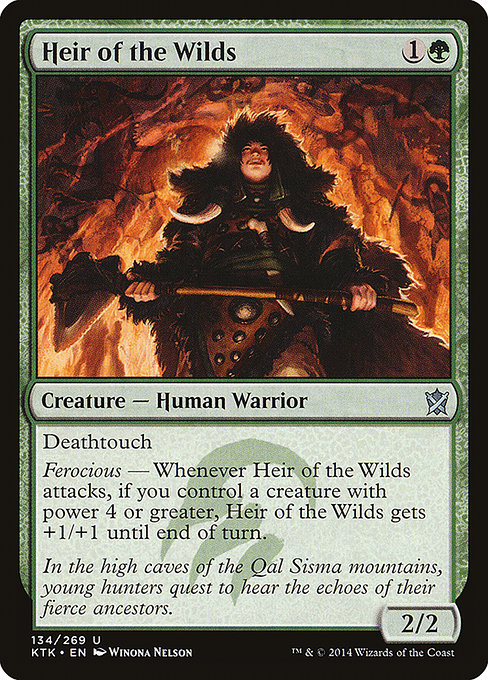 Heir of the Wilds 1
Creature — Human Warrior
Deathtouch
Ferocious — Whenever Heir of the Wilds
attacks, if you control a creature with
power 4 or greater, Heir of the Wilds gets
+1/+1 until end of turn.
In the high caves of the Qal Sisma mountains,
young hunters quest to hear the echoes of their
fierce ancestors.
2/2
134/269 U
KTK • EN Winona Nelson
™ & © 2014 Wizards of the Coast